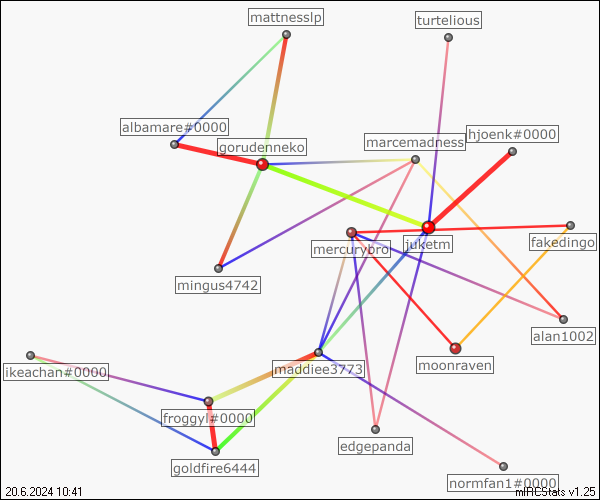 mattnesslp
turtelious
albamare#0000
hjoenk#0000
gorudenneko
marcemadness
mercurybro
juketm
fakedingo
mingus4742
alan1002
moonraven
ikeachan#0000
maddiee3773
froggyl#0000
edgepanda
goldfire6444
normfan1#0000
20.6.2024 10:41
mIRCStats v1.25